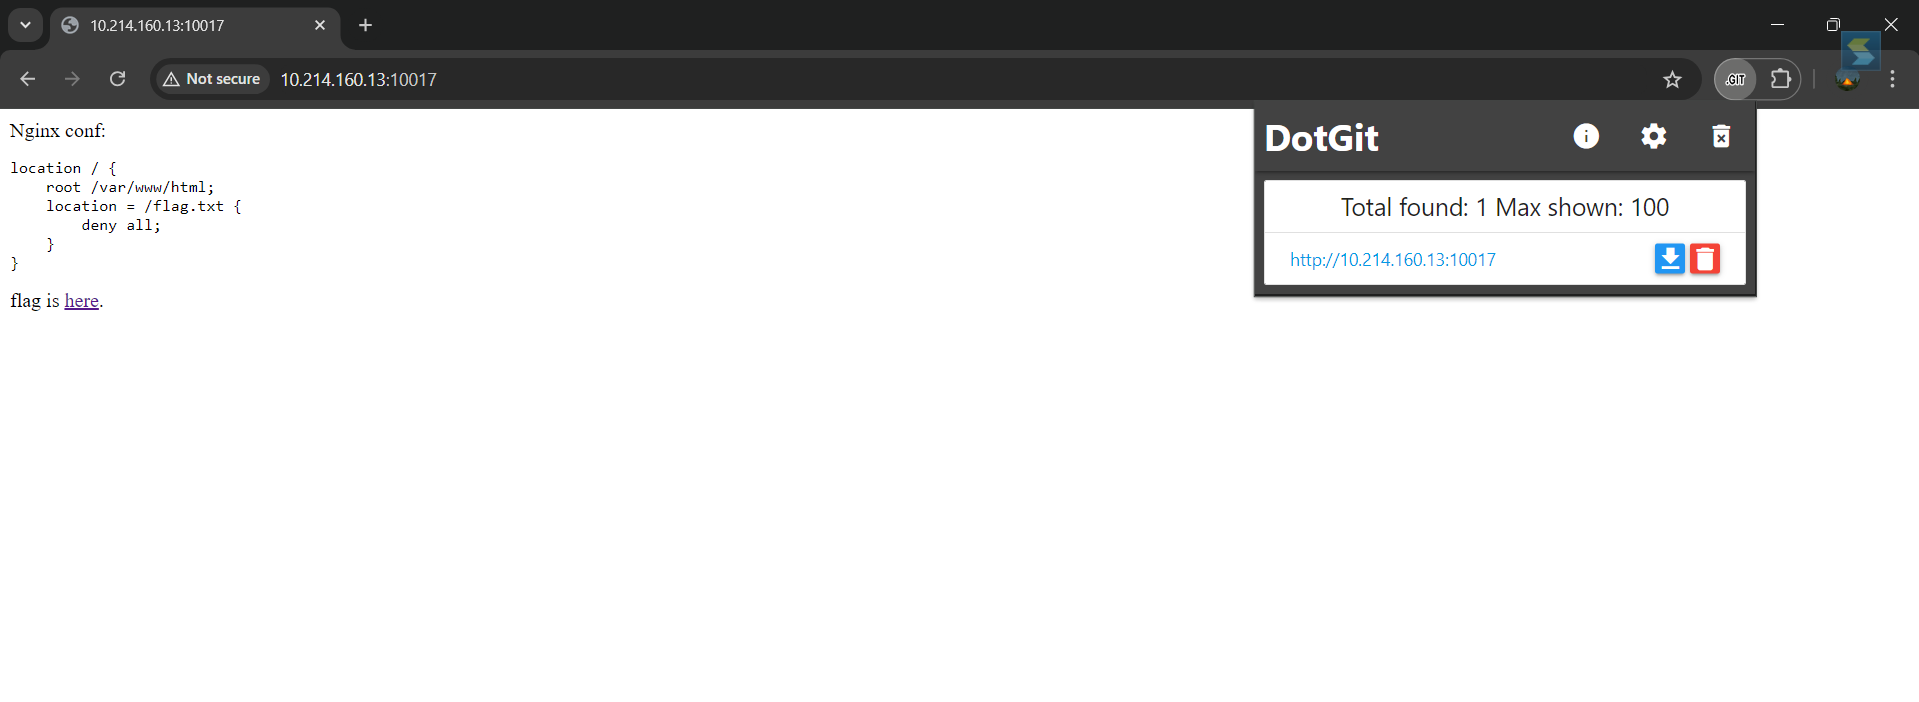 10.214.160.13:10017
Not secure
10.214.160.13:10017
.GIT
Nginx conf:
location / {
    root /var/www/html;
    location = /flag.txt {
        deny all;
    }
}
flag is here.
DotGit
Total found: 1 Max shown: 100
http://10.214.160.13:10017